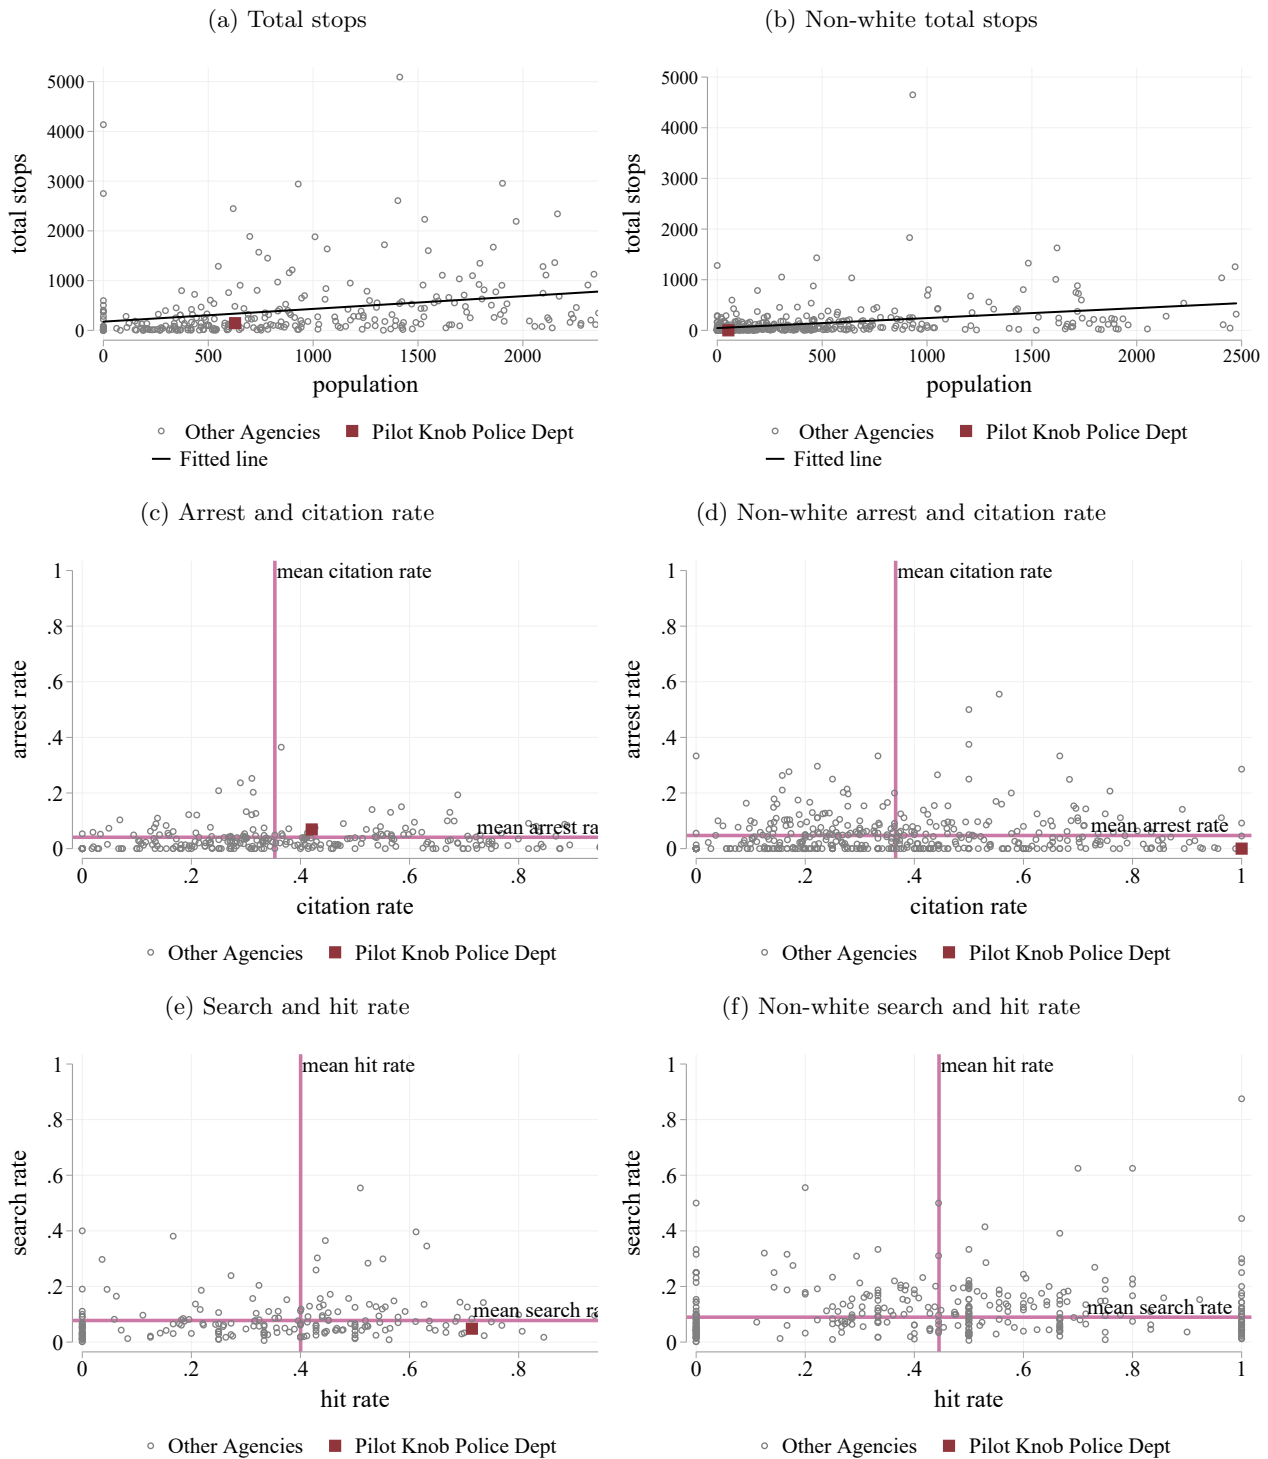 (a) Total stops
(b) Non-white total stops
total stops
5000
4000
3000
2000
1000
0
0 500 1000 1500 2000
population
Other Agencies Pilot Knob Police Dept
Fitted line
total stops
5000
4000
3000
2000
1000
0
0 500 1000 1500 2000 2500
population
Other Agencies Pilot Knob Police Dept
Fitted line
(c) Arrest and citation rate
(d) Non-white arrest and citation rate
arrest rate
1
.8
.6
.4
.2
0
mean citation rate
mean arrest ra
0 .2 .4 .6 .8
citation rate
Other Agencies Pilot Knob Police Dept
arrest rate
1
.8
.6
.4
.2
0
mean citation rate
mean arrest rate
0 .2 .4 .6 .8 1
citation rate
Other Agencies Pilot Knob Police Dept
(e) Search and hit rate
(f) Non-white search and hit rate
search rate
1
.8
.6
.4
.2
0
mean hit rate
mean search ra
0 .2 .4 .6 .8
hit rate
Other Agencies Pilot Knob Police Dept
search rate
1
.8
.6
.4
.2
0
mean hit rate
mean search rate
0 .2 .4 .6 .8 1
hit rate
Other Agencies Pilot Knob Police Dept